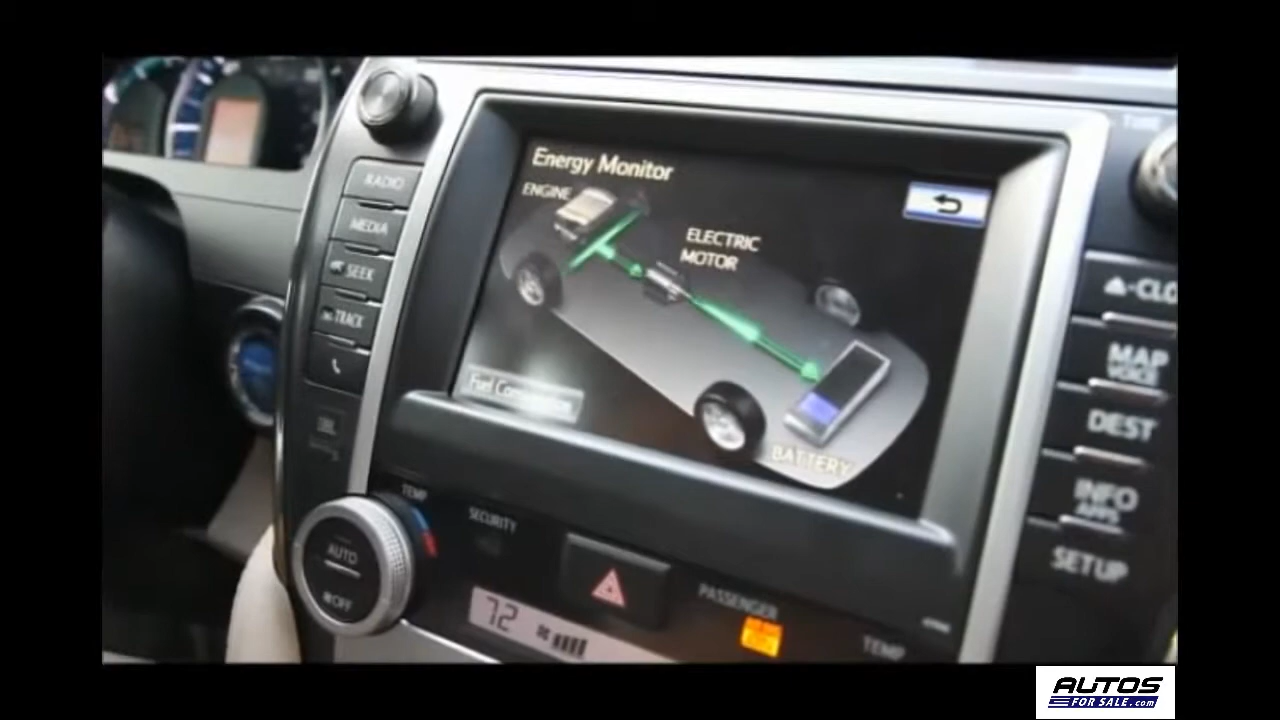 Energy Monitor
ENGINE
ELECTRIC
MOTOR
BATTERY
RADIO
MEDIA
SEEK
TRACK
TEMP
AUTO
OFF
SECURITY
72
PASSENGER
TEMP
MAP
VOICE
DEST
INFO
APPS
SETUP
AUTOS
FOR SALE.com